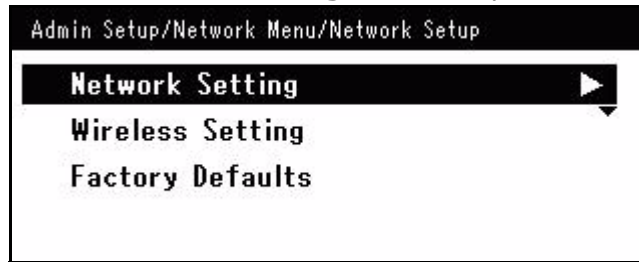 Admin Setup/Network Menu/Network Setup
Network Setting
Wireless Setting
Factory Defaults